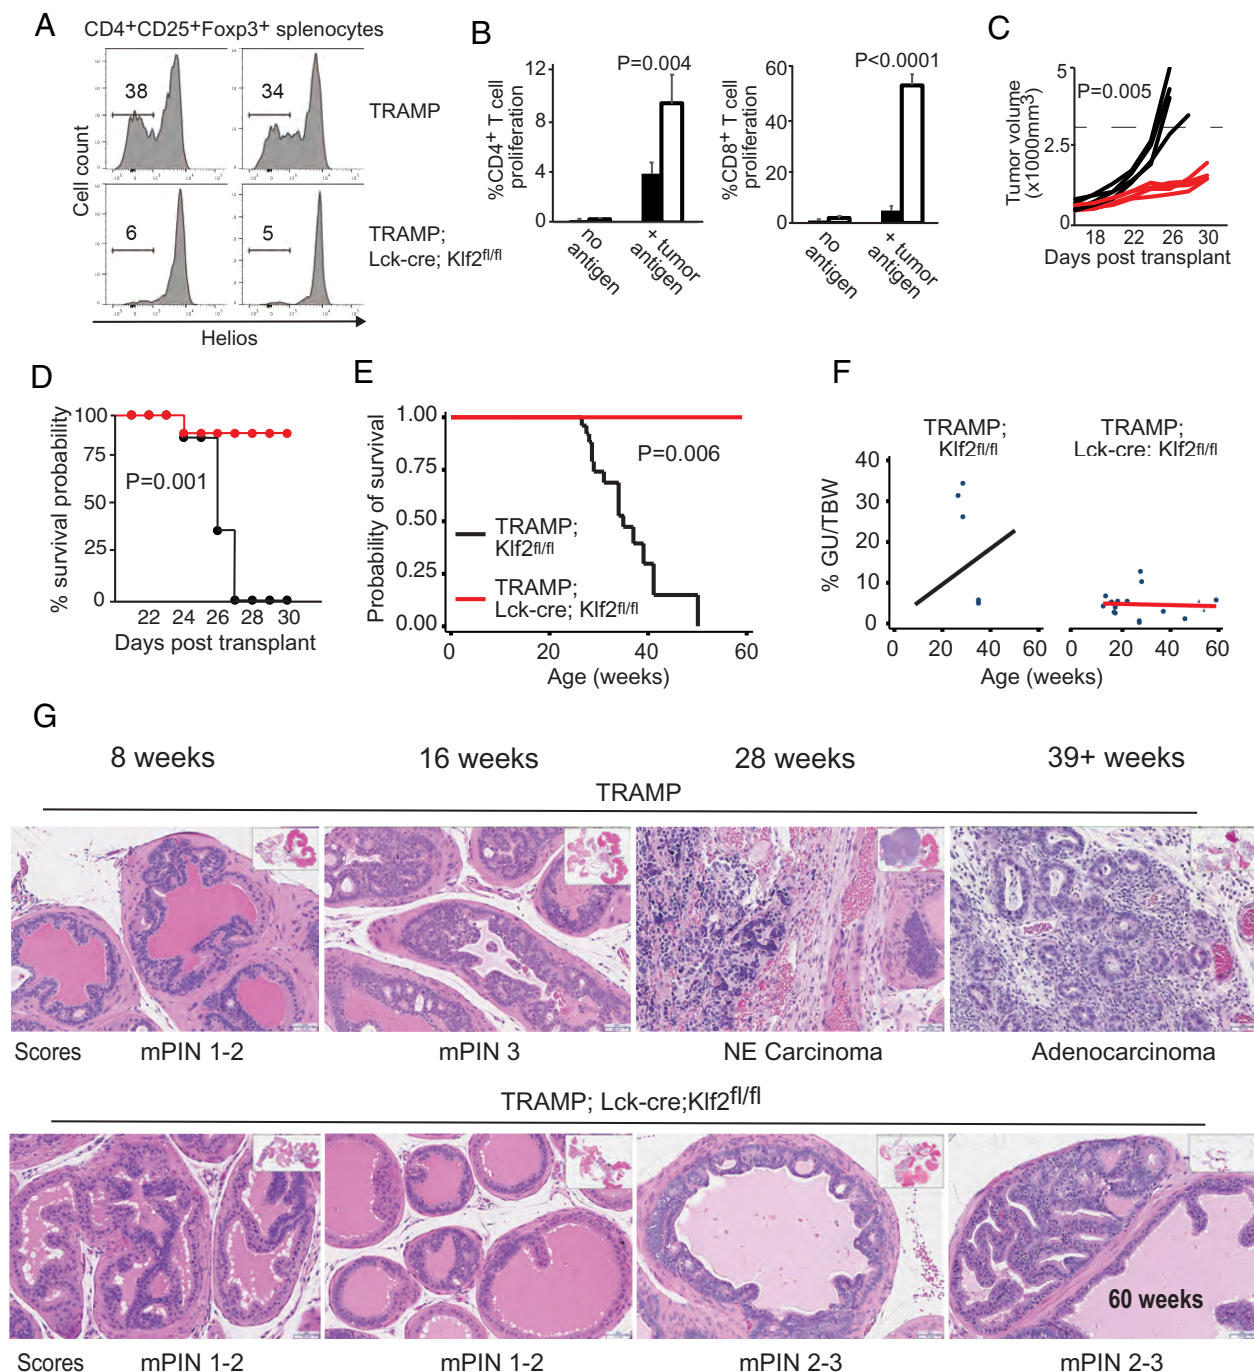 A
CD4+CD25+Foxp3+ splenocytes
38
34
TRAMP
Cell count
6
5
TRAMP;
Lck-cre; Klf2fl/fl
Helios
B
%CD4+ T cell
proliferation
12
8
4
0
P=0.004
no
antigen
+ tumor
antigen
%CD8+ T cell
proliferation
60
40
20
0
P<0.0001
no
antigen
+ tumor
antigen
C
Tumor volume
(x1000mm3)
5
2.5
0
P=0.005
18 22 26 30
Days post transplant
D
% survival probability
100
75
50
25
0
P=0.001
22 24 26 28 30
Days post transplant
E
Probability of survival
1.00
0.75
0.50
0.25
0.00
P=0.006
TRAMP;
Klf2fl/fl
TRAMP;
Lck-cre; Klf2fl/fl
0 20 40 60
Age (weeks)
F
TRAMP;
Klf2fl/fl
TRAMP;
Lck-cre; Klf2fl/fl
% GU/TBW
40
30
20
10
0
0 20 40 60
0 20 40 60
Age (weeks)
G
8 weeks 16 weeks 28 weeks 39+ weeks
TRAMP
Scores mPIN 1-2 mPIN 3 NE Carcinoma Adenocarcinoma
TRAMP; Lck-cre;Klf2fl/fl
60 weeks
Scores mPIN 1-2 mPIN 1-2 mPIN 2-3 mPIN 2-3